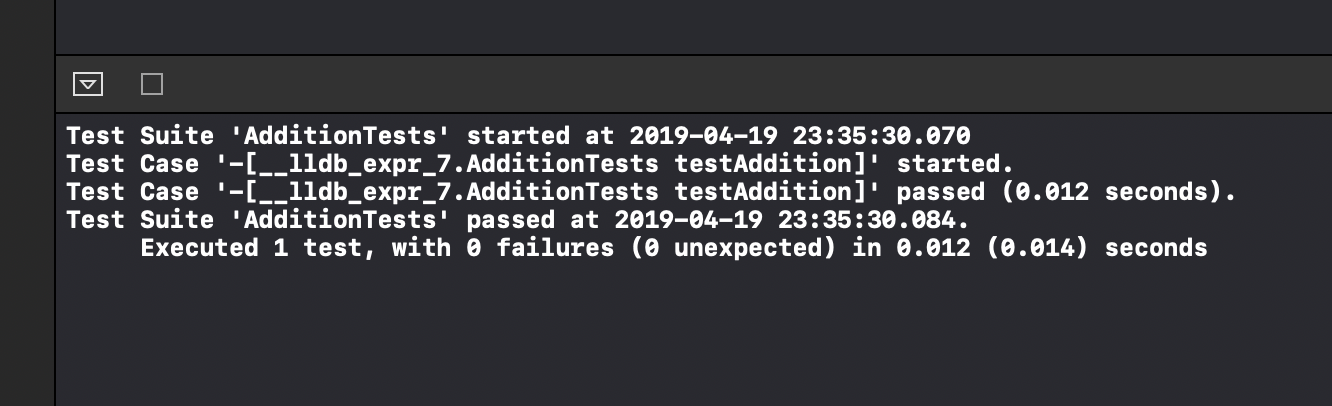 Test Suite 'AdditionTests' started at 2019-04-19 23:35:30.070
Test Case '-[__lldb_expr_7.AdditionTests testAddition]' started.
Test Case '-[__lldb_expr_7.AdditionTests testAddition]' passed (0.012 seconds).
Test Suite 'AdditionTests' passed at 2019-04-19 23:35:30.084.
Executed 1 test, with 0 failures (0 unexpected) in 0.012 (0.014) seconds